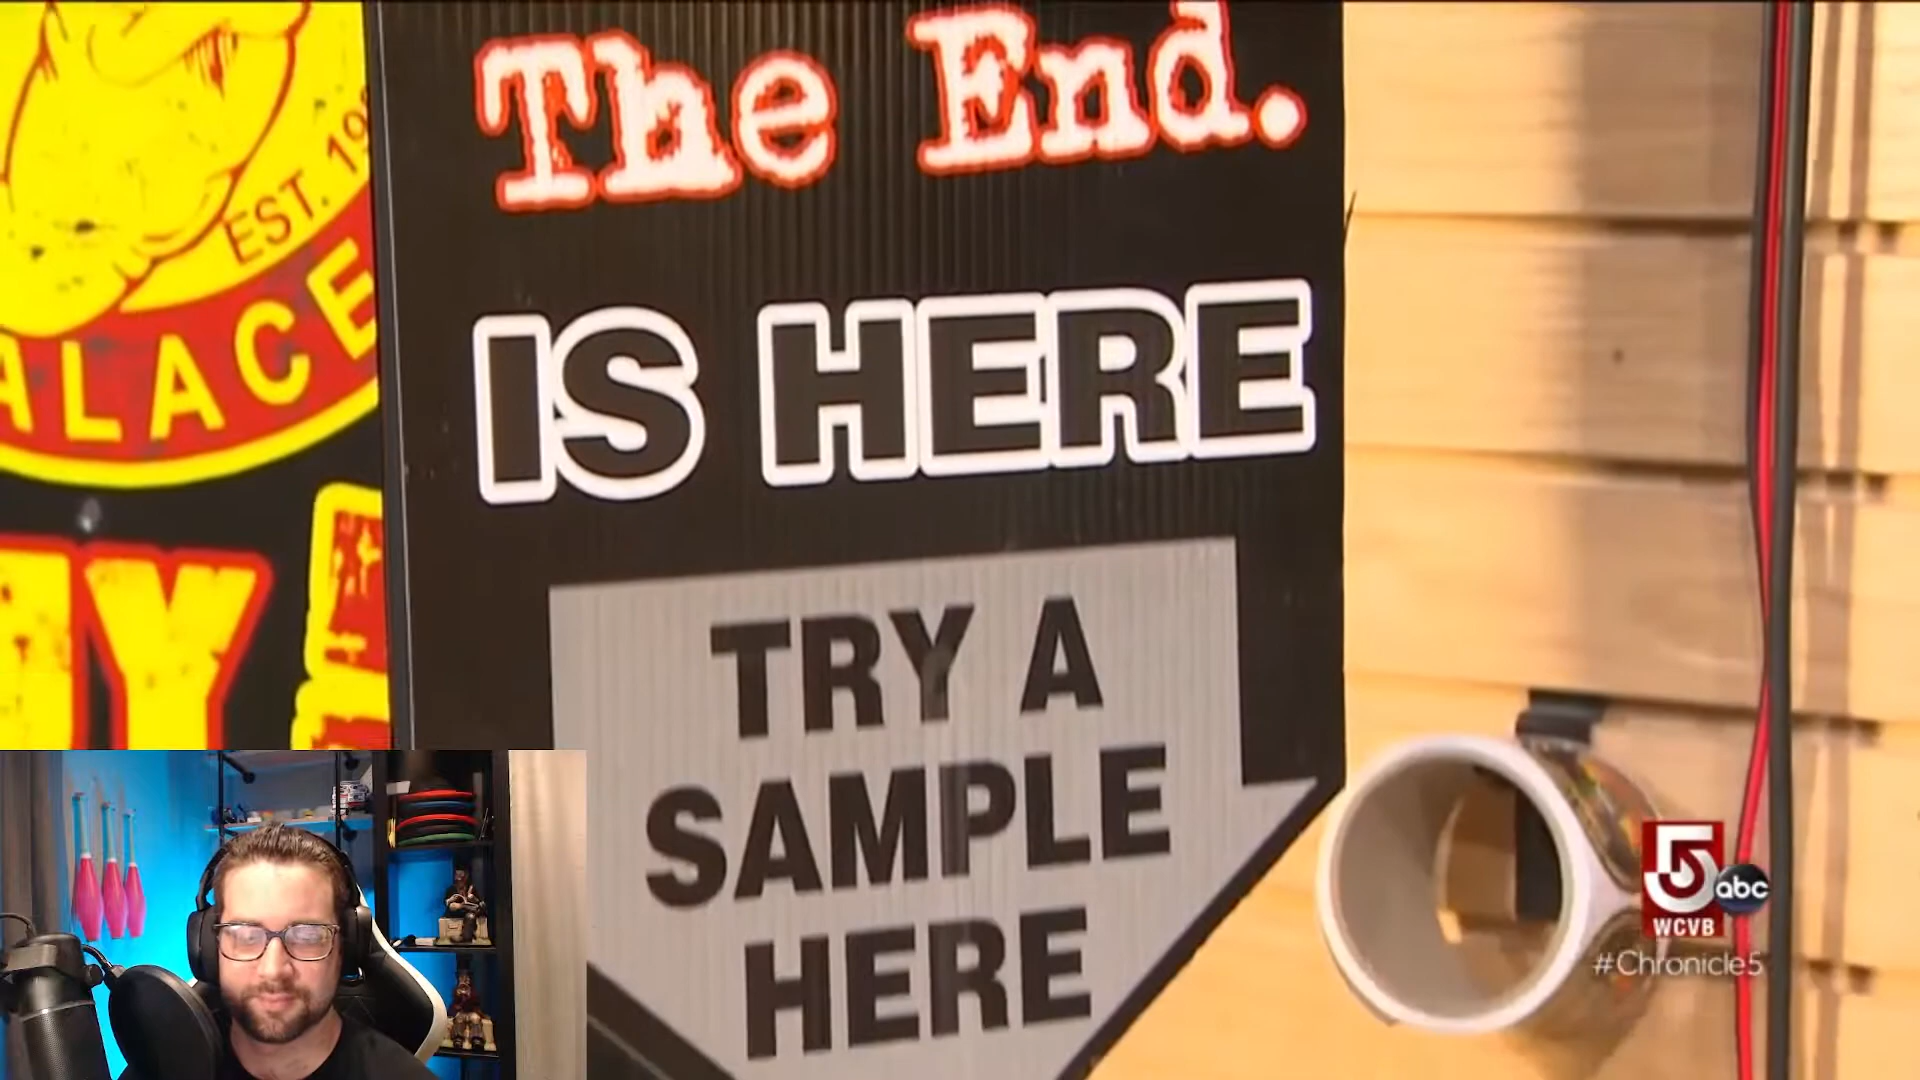 The End.
IS HERE
TRY A
SAMPLE
HERE
EST. 19
ALACE
Y
5
abc
WCVB
#Chronicle5